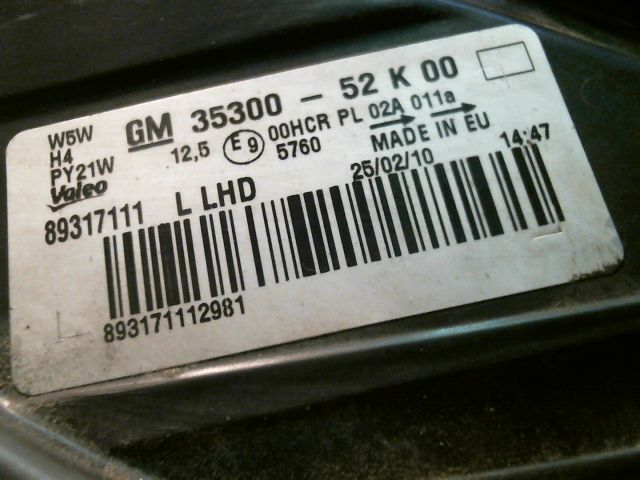 W5W
H4
PY21W
Valeo
GM 35300 - 52 K 00
12,5 E9 00HCR PL 02A 011a
5760 MADE IN EU
89317111 L LHD 25/02/10 14:47
893171112981
L